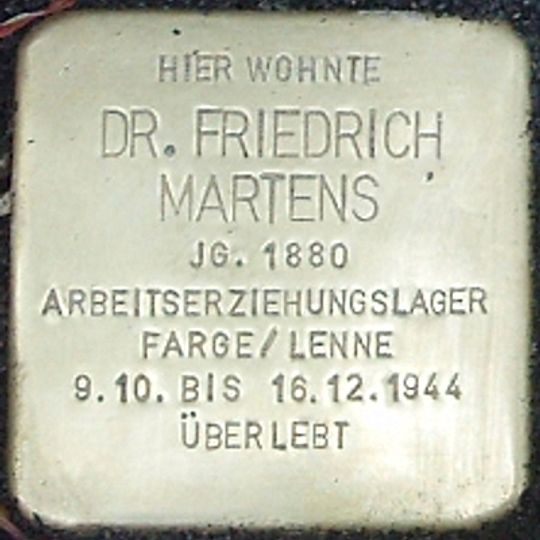 HIER WOHNTE
DR. FRIEDRICH
MARTENS
JG. 1880
ARBEITSERZIEHUNGSLAGER
FARGE/LENNE
9.10. BIS 16.12.1944
ÜBERLEBT